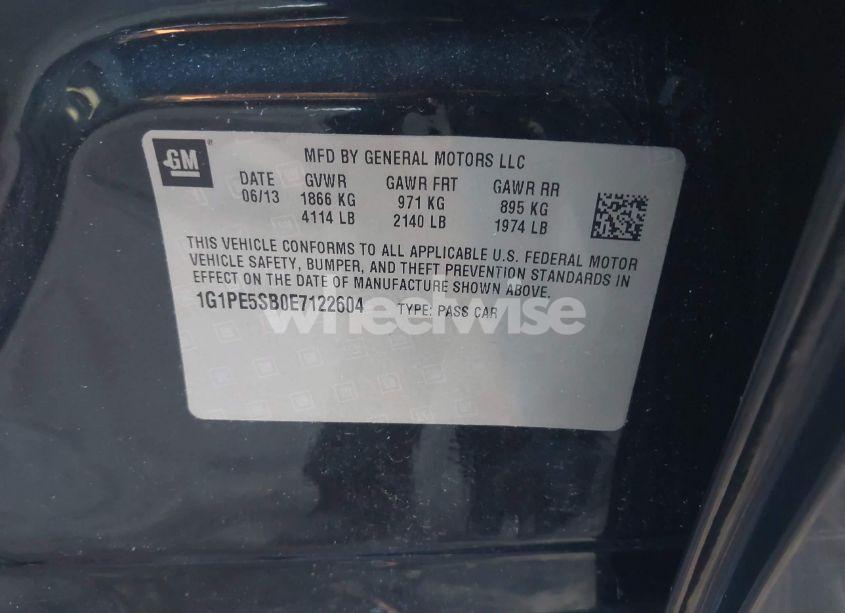 GM
MFD BY GENERAL MOTORS LLC
DATE GVWR GAWR FRT GAWR RR
06/13 1866 KG 971 KG 895 KG
4114 LB 2140 LB 1974 LB
THIS VEHICLE CONFORMS TO ALL APPLICABLE U.S. FEDERAL MOTOR
VEHICLE SAFETY, BUMPER, AND THEFT PREVENTION STANDARDS IN
EFFECT ON THE DATE OF MANUFACTURE SHOWN ABOVE.
1G1PE5SB0E7122604 TYPE: PASS CAR
wheelwise